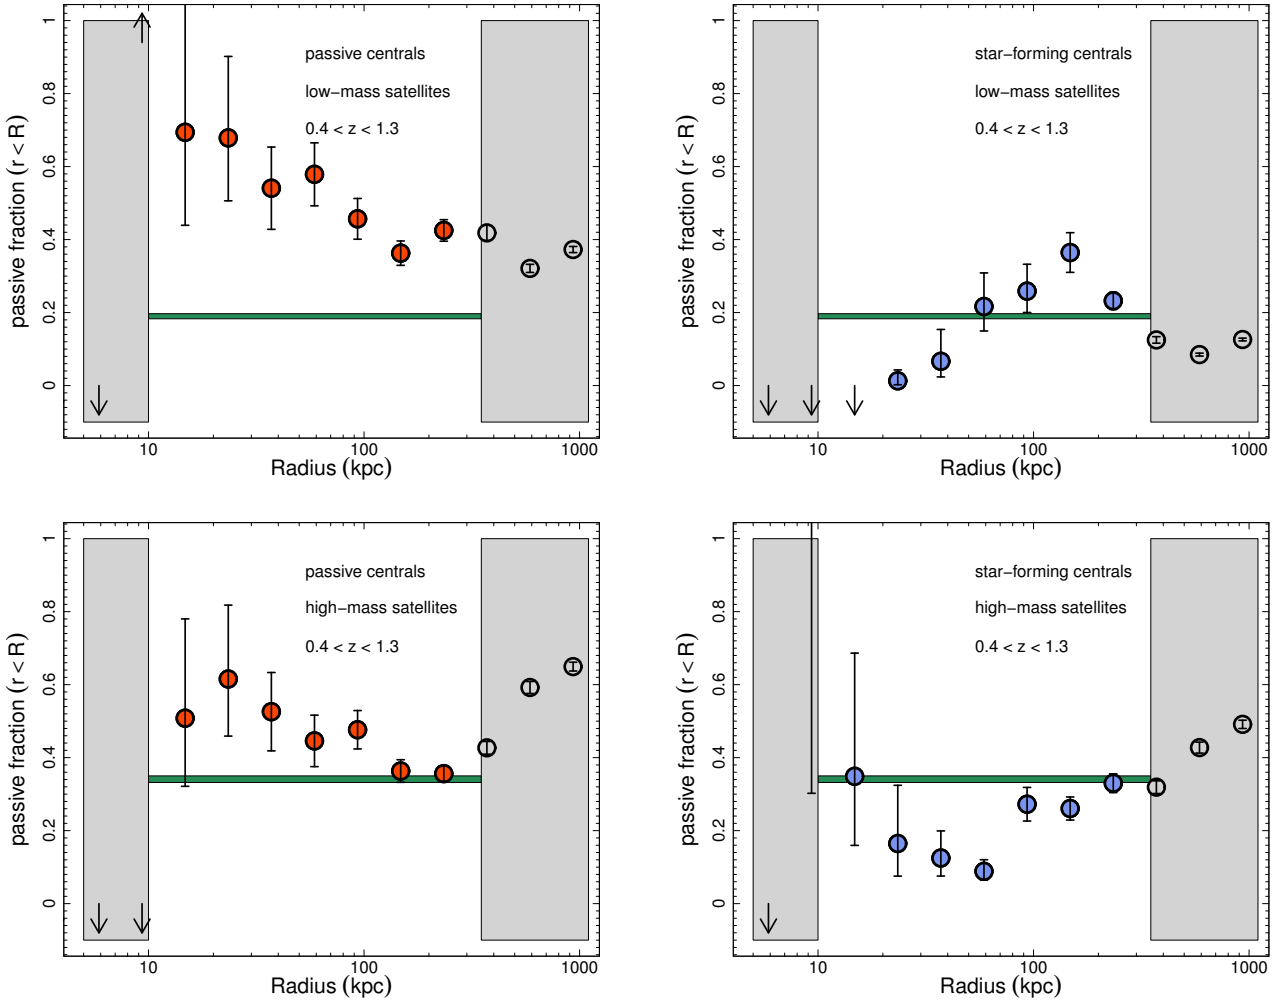 passive centrals
low−mass satellites
0.4 < z < 1.3
passive fraction (r < R)
0 0.2 0.4 0.6 0.8 1
10 100 1000
Radius (kpc)
star−forming centrals
low−mass satellites
0.4 < z < 1.3
passive fraction (r < R)
0 0.2 0.4 0.6 0.8 1
10 100 1000
Radius (kpc)
passive centrals
high−mass satellites
0.4 < z < 1.3
passive fraction (r < R)
0 0.2 0.4 0.6 0.8 1
10 100 1000
Radius (kpc)
star−forming centrals
high−mass satellites
0.4 < z < 1.3
passive fraction (r < R)
0 0.2 0.4 0.6 0.8 1
10 100 1000
Radius (kpc)